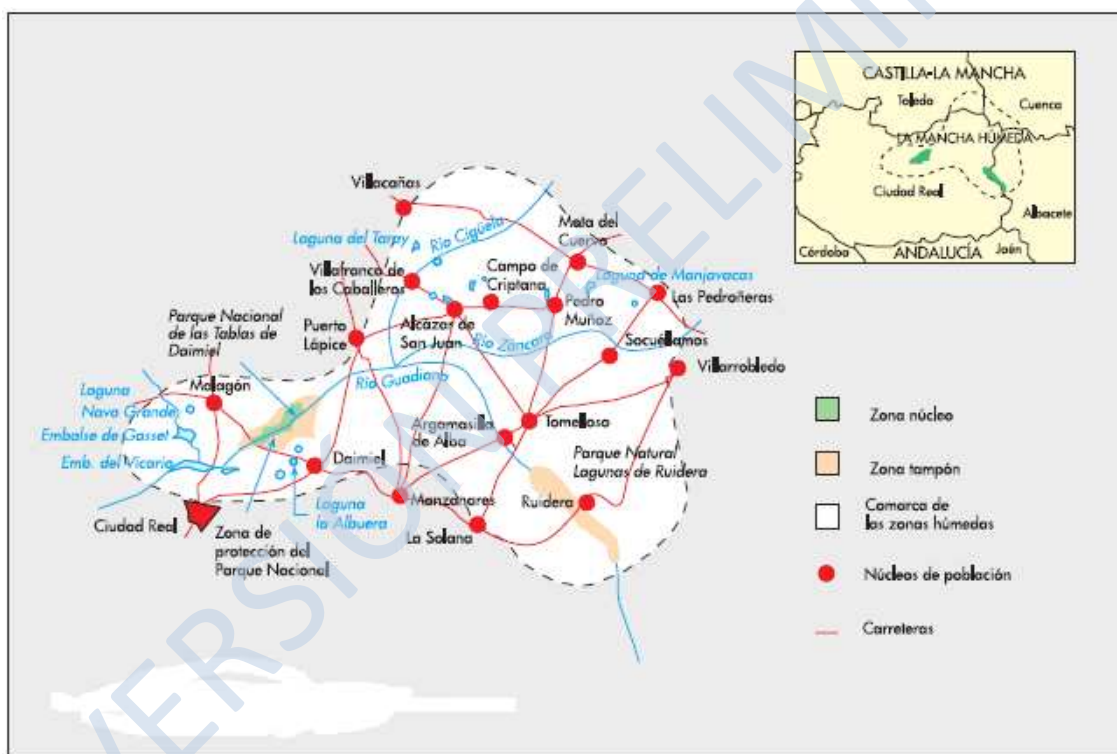 VERSION PRELIMI
CASTILLA-LA MANCHA
Toledo
Cuenca
LA MANCHA HÚMEDA
Ciudad Real
Albacete
Córdoba
ANDALUCÍA
Jaén
Villacañas
Laguna del Tarpy
Río Cigüela
Mota del
Cuervo
Villafranca de
los Caballeros
Campo de
Criptana
Laguna de Manjavacas
Las Pedroñeras
Parque Nacional
de las Tablas de
Daimiel
Puerto
Lápice
Alcázar de
San Juan
Pedro
Muñoz
Río Záncara
Socuéllamos
Villarrobledo
Malagón
Río Guadiana
Laguna
Nava Grande
Embalse de Gasset
Emb. del Vicario
Argamasilla
de Alba
Tomelloso
Daimiel
Parque Natural
Lagunas de Ruidera
Ciudad Real
Zona de
protección del
Parque Nacional
Laguna
la Albuera
Manzanares
La Solana
Ruidera
Zona núcleo
Zona tampón
Comarca de
las zonas húmedas
Núcleos de población
Carreteras